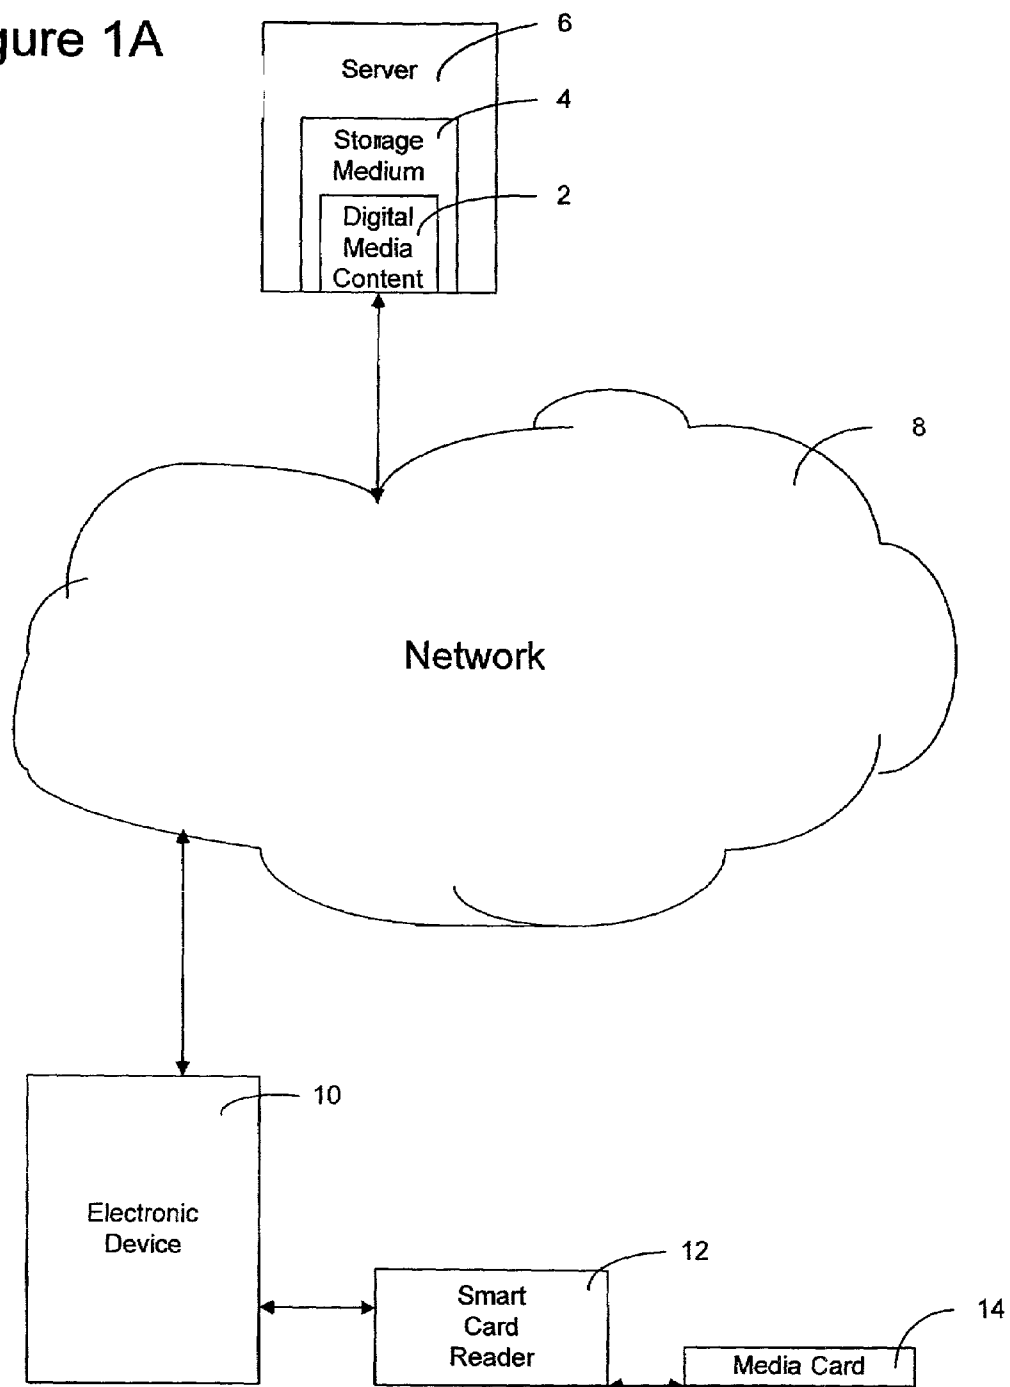 gure 1A
6
Server
4
Storage
Medium
2
Digital
Media
Content
8
Network
10
Electronic
Device
12
Smart
Card
Reader
14
Media Card